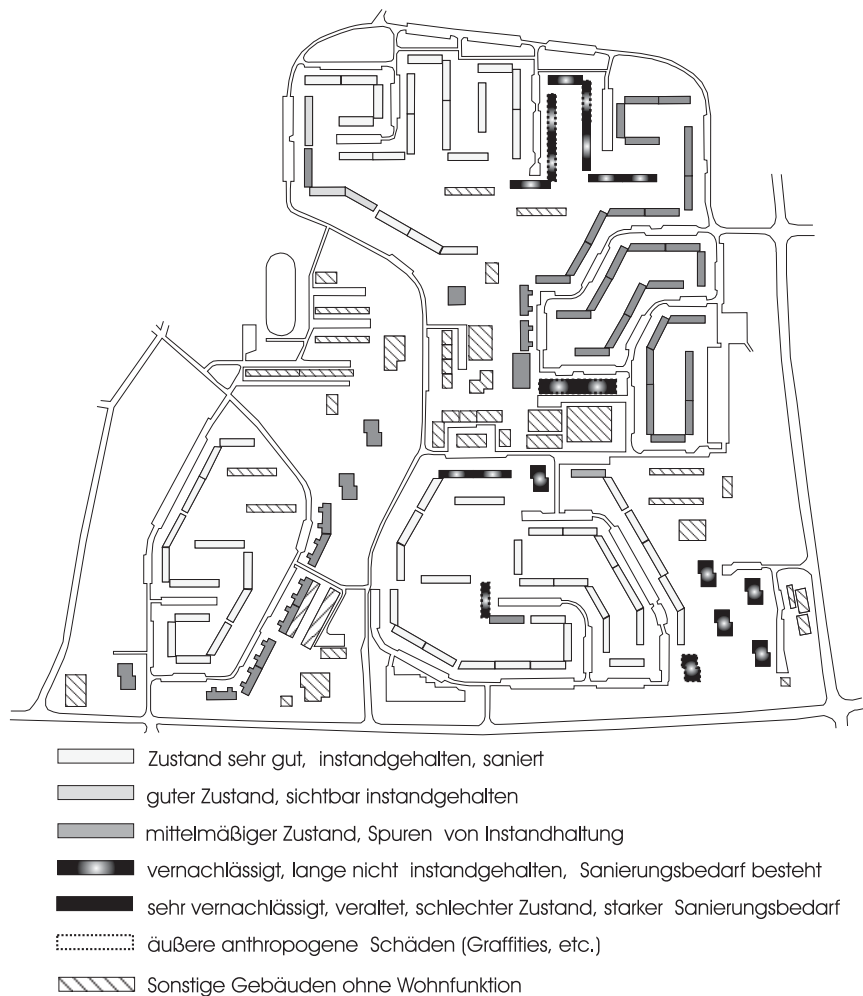 Zustand sehr gut, instandgehalten, saniert
guter Zustand, sichtbar instandgehalten
mittelmäßiger Zustand, Spuren von Instandhaltung
vernachlässigt, lange nicht instandgehalten, Sanierungsbedarf besteht
sehr vernachlässigt, veraltet, schlechter Zustand, starker Sanierungsbedarf
äußere anthropogene Schäden (Graffities, etc.)
Sonstige Gebäuden ohne Wohnfunktion